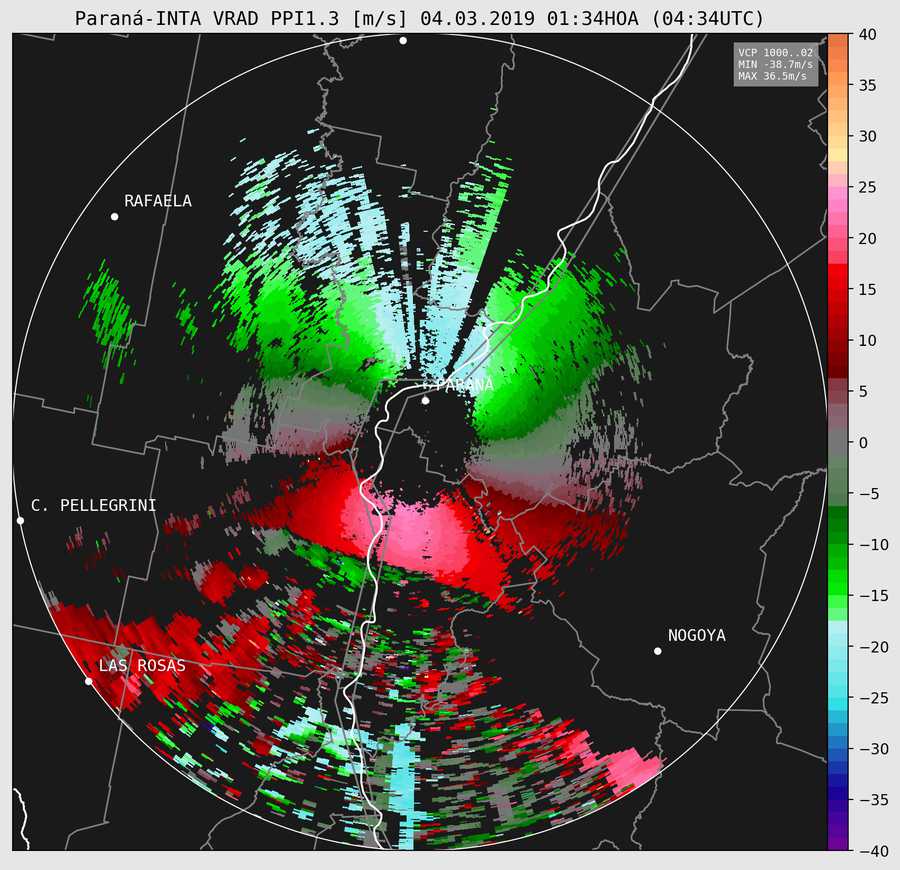 Paraná-INTA VRAD PPI1.3 [m/s] 04.03.2019 01:34HOA (04:34UTC)
VCP 1000..02
MIN -38.7m/s
MAX 36.5m/s
RAFAELA
PARANÁ
C. PELLEGRINI
NOGOYA
LAS ROSAS
40
35
30
25
20
15
10
5
0
−5
−10
−15
−20
−25
−30
−35
−40